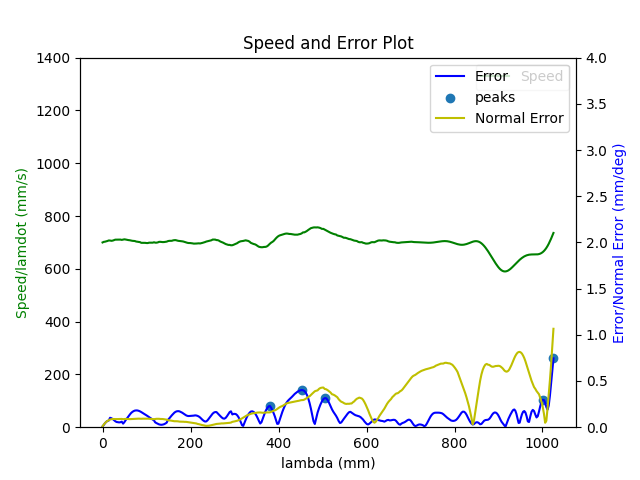 Speed and Error Plot
1400
1200
1000
800
600
400
200
0
Speed/lamdot (mm/s)
4.0
3.5
3.0
2.5
2.0
1.5
1.0
0.5
0.0
Error/Normal Error (mm/deg)
Error
Speed
peaks
Normal Error
0
200
400
600
800
1000
lambda (mm)